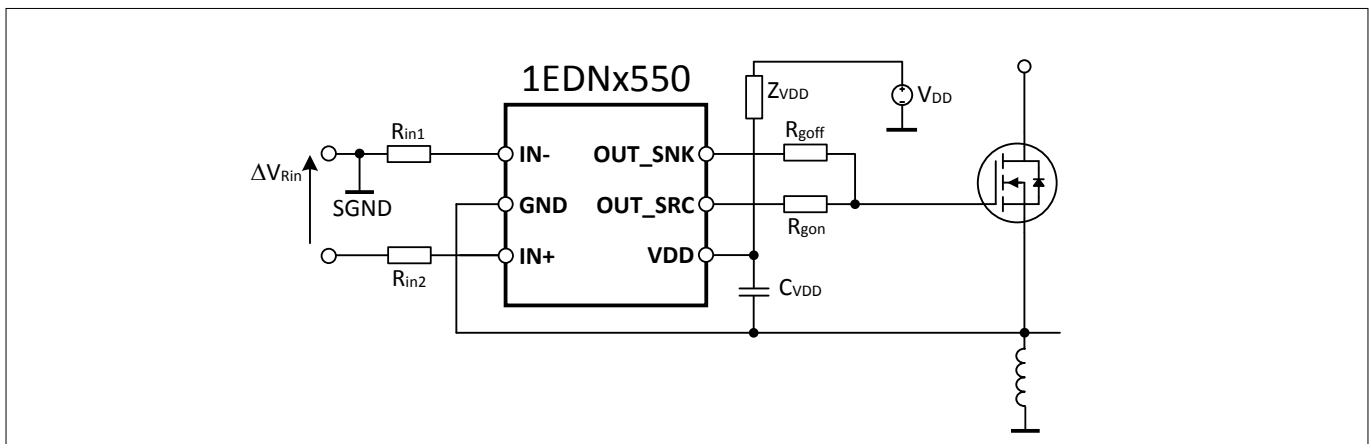 1EDNx550
ZVDD
VDD
Rin1
Rgoff
IN-
OUT_SNK
ΔVRin
SGND
GND
OUT_SRC
Rgon
IN+
VDD
Rin2
CVDD